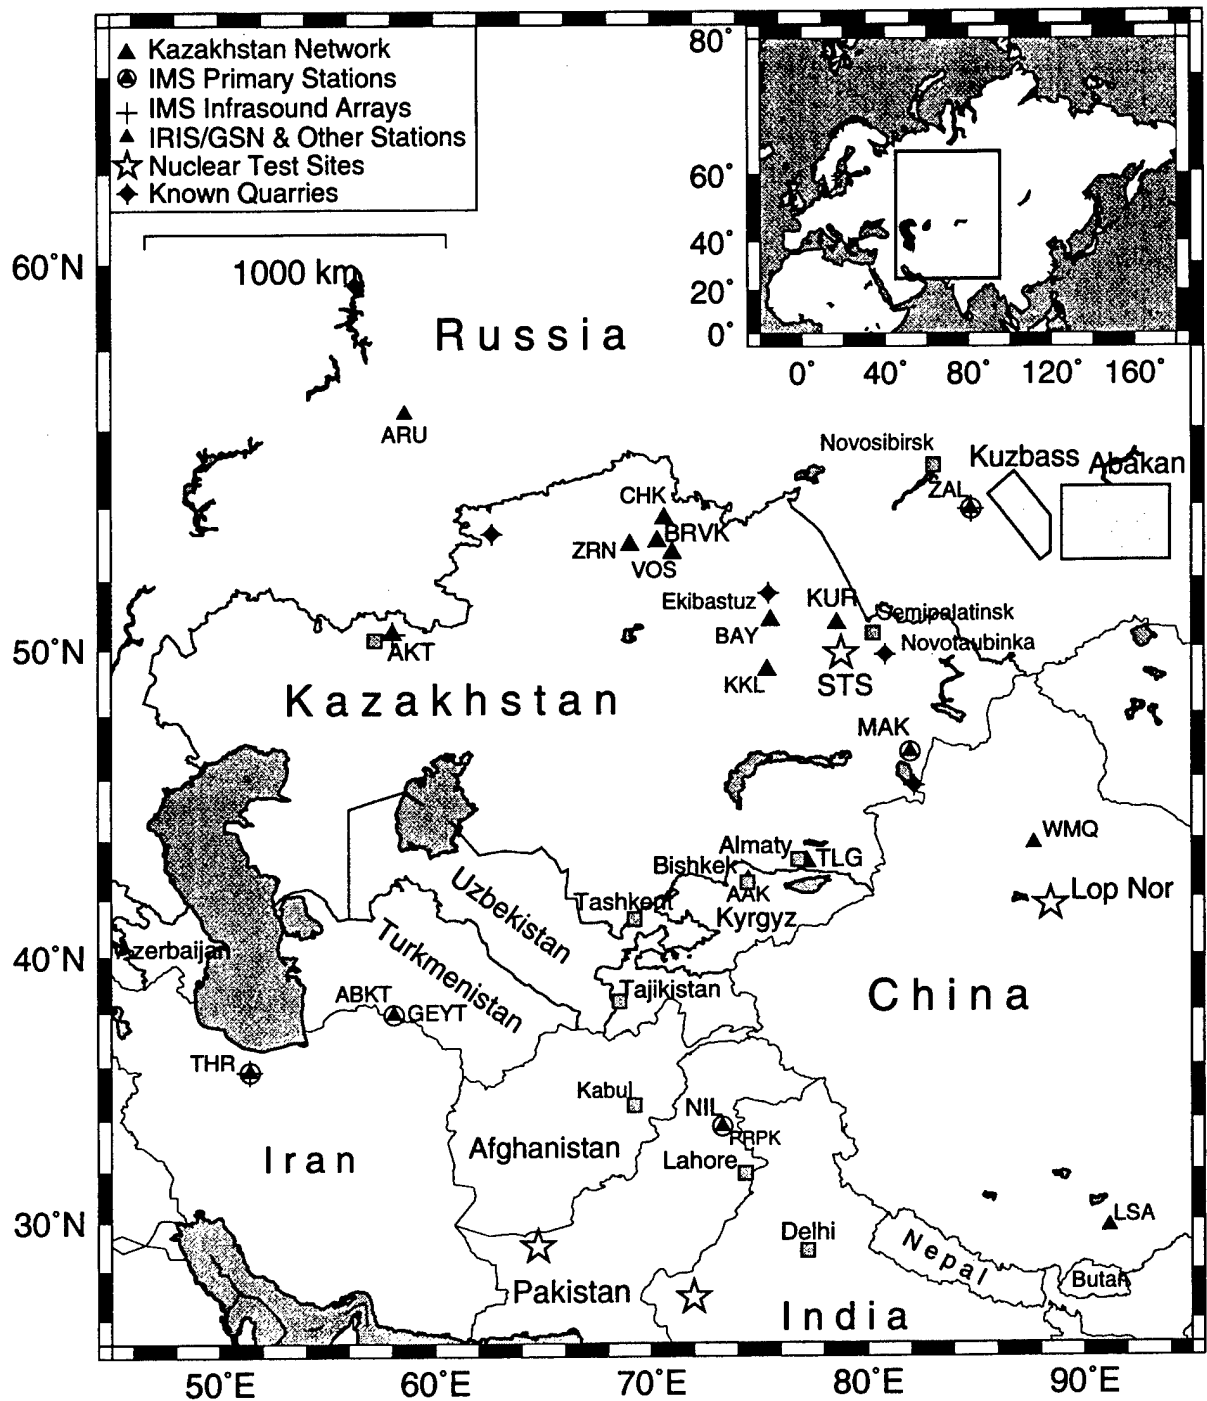 Kazakhstan Network
IMS Primary Stations
IMS Infrasound Arrays
IRIS/GSN & Other Stations
Nuclear Test Sites
Known Quarries
80°
60°
40°
20°
0°
0° 40° 80° 120° 160°
1000 km
60°N
Russia
ARU
Novosibirsk
Kuzbass
Abakan
ZAL
CHK
BRVK
ZRN
VOS
Ekibastuz
KUR
Semipalatinsk
BAY
Novotaubinka
50°N
AKT
KKL
STS
Kazakhstan
MAK
WMQ
Almaty
TLG
Bishkek
AAK
Lop Nor
Uzbekistan
Tashkent
Kyrgyz
Turkmenistan
Azerbaijan
40°N
Tajikistan
China
ABKT
GEYT
THR
Kabul
NIL
PRPK
Afghanistan
Lahore
Iran
LSA
30°N
Delhi
Nepal
Butan
Pakistan
India
50°E 60°E 70°E 80°E 90°E